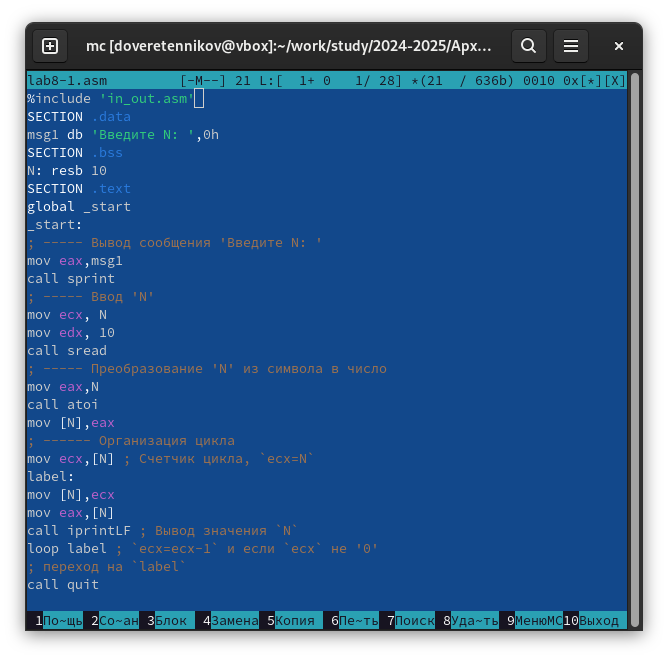 mc [doveretennikov@vbox]:~/work/study/2024-2025/Арх...
lab8-1.asm [-M--] 21 L:[ 1+ 0 1/ 28] *(21 / 636b) 0010 0x[*][X]
%include 'in_out.asm'
SECTION .data
msg1 db 'Введите N: ',0h
SECTION .bss
N: resb 10
SECTION .text
global _start
_start:
; ----- Вывод сообщения 'Введите N: '
mov eax,msg1
call sprint
; ----- Ввод 'N'
mov ecx, N
mov edx, 10
call sread
; ----- Преобразование 'N' из символа в число
mov eax,N
call atoi
mov [N],eax
; ------ Организация цикла
mov ecx,[N] ; Счетчик цикла, `ecx=N`
label:
mov [N],ecx
mov eax,[N]
call iprintLF ; Вывод значения `N`
loop label ; `ecx=ecx-1` и если `ecx` не '0'
; переход на `label`
call quit
1По~щь 2Со~ан 3Блок 4Замена 5Копия 6Пе~ть 7Поиск 8Уда~ть 9МенюMC 10Выход